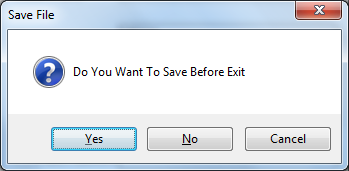 Save File
Do You Want To Save Before Exit
Yes No Cancel